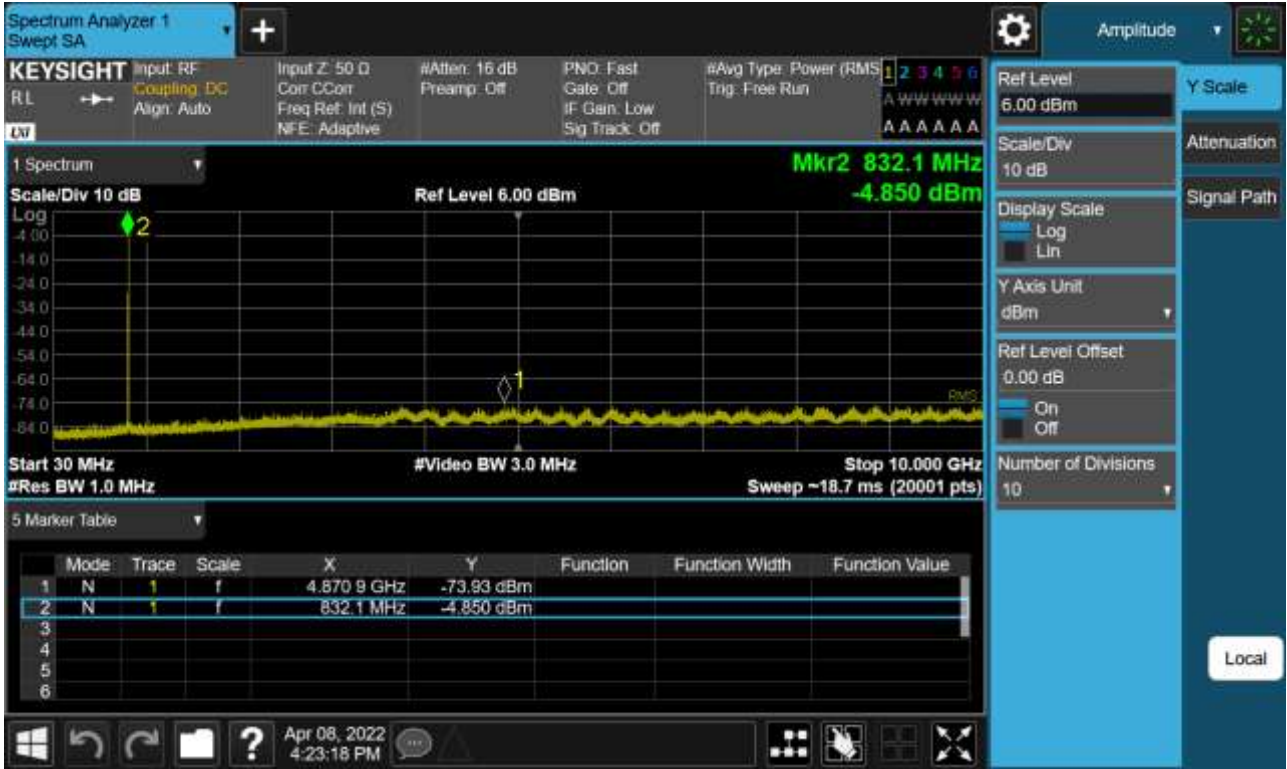 Spectrum Analyzer 1
Swept SA
+
Amplitude
KEYSIGHT
RL
LXI
Input: RF
Coupling: DC
Align: Auto
Input Z: 50 Ω
Corr CCorr
Freq Ref: Int (S)
NFE: Adaptive
#Atten: 16 dB
Preamp: Off
PNO: Fast
Gate: Off
IF Gain: Low
Sig Track: Off
#Avg Type: Power (RMS
Trig: Free Run
1 2 3 4 5 6
A W W W W W
A A A A A A
1 Spectrum
Mkr2 832.1 MHz
-4.850 dBm
Scale/Div 10 dB
Ref Level 6.00 dBm
Log
-4.00
-14.0
-24.0
-34.0
-44.0
-54.0
-64.0
-74.0
-84.0
2
1
RMS
Start 30 MHz
#Video BW 3.0 MHz
Stop 10.000 GHz
#Res BW 1.0 MHz
Sweep ~18.7 ms (20001 pts)
5 Marker Table
Mode Trace Scale X Y Function Function Width Function Value
1 N 1 f 4.870 9 GHz -73.93 dBm
2 N 1 f 832.1 MHz -4.850 dBm
3
4
5
6
Ref Level
6.00 dBm
Scale/Div
10 dB
Display Scale
Log
Lin
Y Axis Unit
dBm
Ref Level Offset
0.00 dB
On
Off
Number of Divisions
10
Y Scale
Attenuation
Signal Path
Local
?
Apr 08, 2022
4:23:18 PM